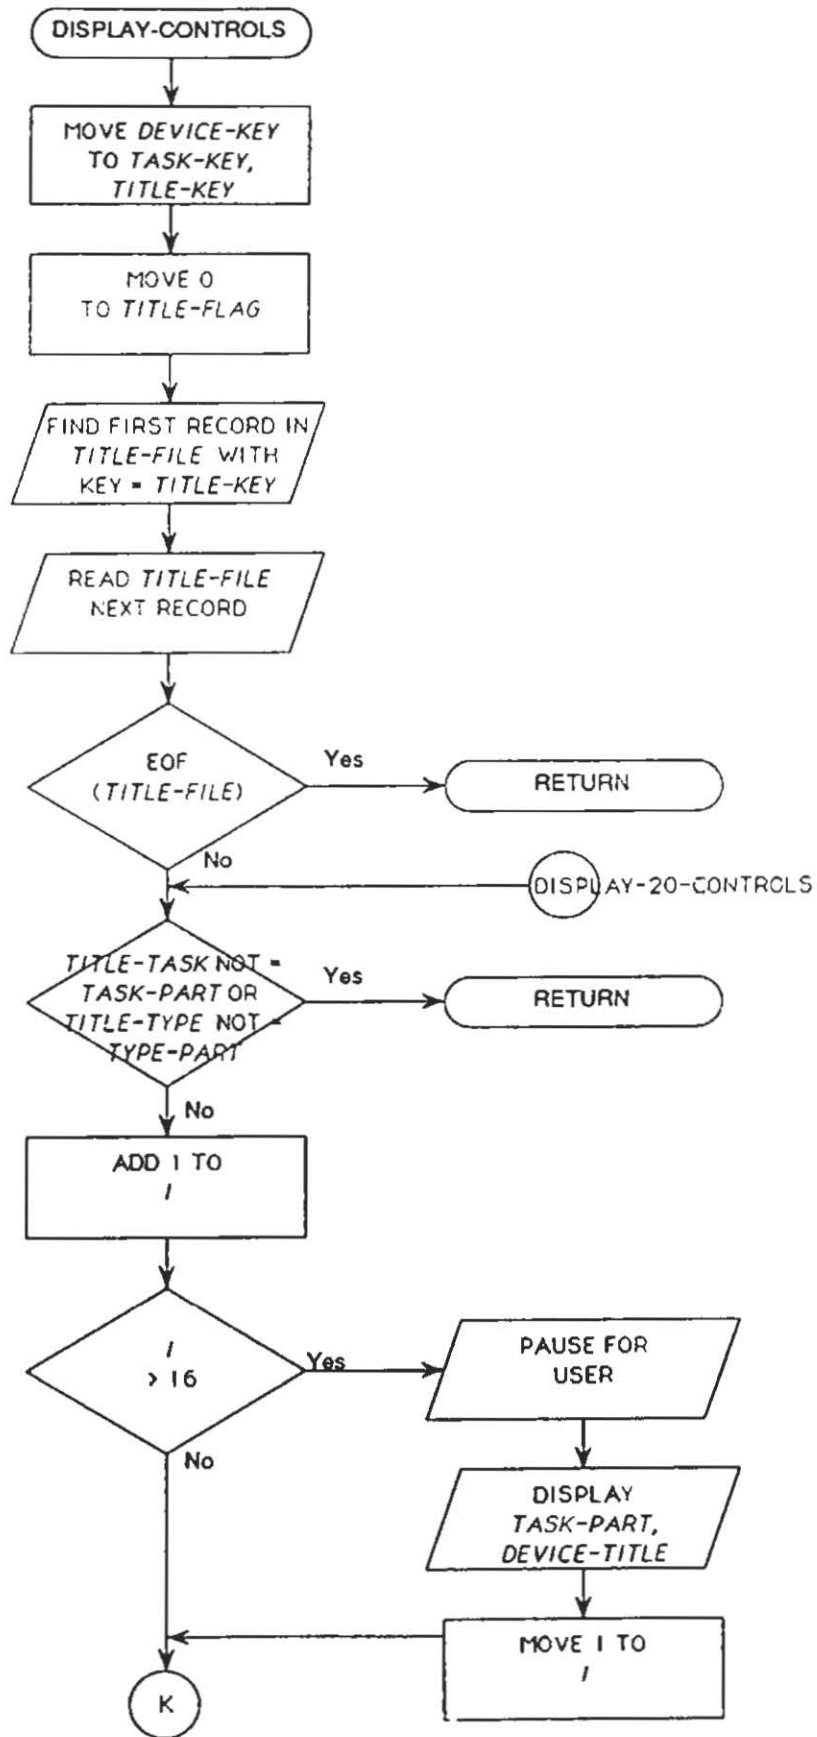 DISPLAY-CONTROLS
MOVE DEVICE-KEY
TO TASK-KEY,
TITLE-KEY
MOVE 0
TO TITLE-FLAG
FIND FIRST RECORD IN
TITLE-FILE WITH
KEY = TITLE-KEY
READ TITLE-FILE
NEXT RECORD
EOF
(TITLE-FILE)
Yes
RETURN
No
DISPLAY-20-CONTROLS
TITLE-TASK NOT =
TASK-PART OR
TITLE-TYPE NOT =
TYPE-PART
Yes
RETURN
No
ADD 1 TO
I
I
> 16
Yes
PAUSE FOR
USER
No
DISPLAY
TASK-PART,
DEVICE-TITLE
MOVE 1 TO
I
K